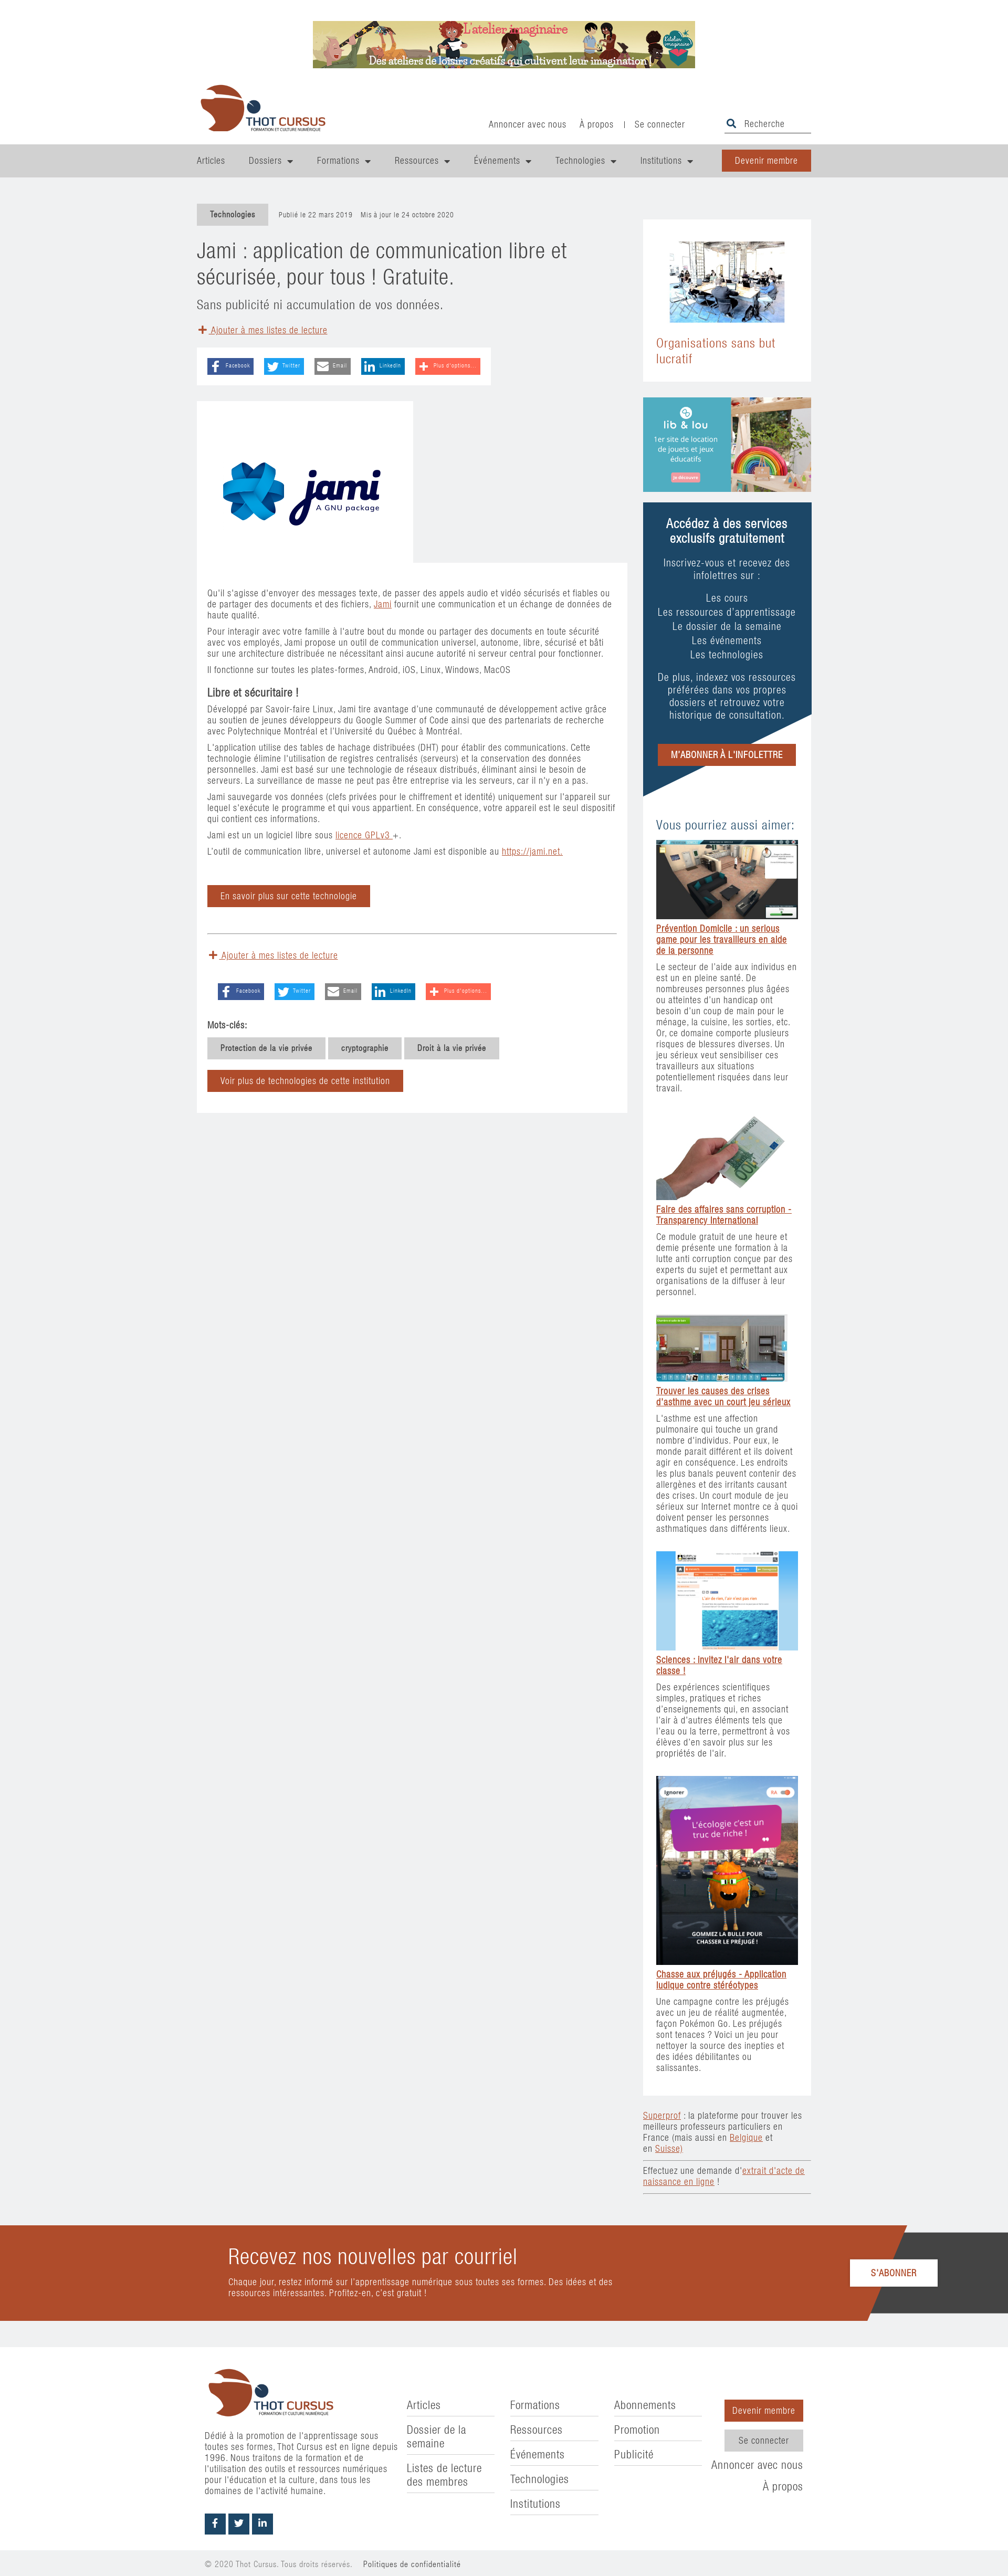 L'atelier imaginaire
Des ateliers de loisirs créatifs qui cultivent leur imagination
THOT CURSUS
FORMATION ET CULTURE NUMÉRIQUE
Annoncer avec nous
À propos
|
Se connecter
Recherche
Articles
Dossiers
Formations
Ressources
Événements
Technologies
Institutions
Devenir membre
Technologies
Publié le 22 mars 2019
Mis à jour le 24 octobre 2020
Jami : application de communication libre et
sécurisée, pour tous ! Gratuite.
Sans publicité ni accumulation de vos données.
Ajouter à mes listes de lecture
Facebook
Twitter
Email
LinkedIn
Plus d'options...
jami
A GNU package
Qu'il s'agisse d'envoyer des messages texte, de passer des appels audio et vidéo sécurisés et fiables ou
de partager des documents et des fichiers, Jami fournit une communication et un échange de données de
haute qualité.
Pour interagir avec votre famille à l'autre bout du monde ou partager des documents en toute sécurité
avec vos employés, Jami propose un outil de communication universel, autonome, libre, sécurisé et bâti
sur une architecture distribuée ne nécessitant ainsi aucune autorité ni serveur central pour fonctionner.
Il fonctionne sur toutes les plates-formes, Android, iOS, Linux, Windows, MacOS
Libre et sécuritaire !
Développé par Savoir-faire Linux, Jami tire avantag d'une communauté de développement active grâce
au soutien de jeunes développeurs du Google Summer of Code ainsi que des partenariats de recherche
avec Polytechnique Montréal et l'Université du Québec à Montréal.
L'application utilise des tables de hachage distribuées (DHT) pour établir des communications. Cette
technologie élimine l'utilisation de registres centralisés (serveurs) et la conservation des données
personnelles. Jami est basé sur une technologie de réseaux distribués, éliminant ainsi le besoin de
serveurs. La surveillance de masse ne peut pas être entreprise via les serveurs, car il n'y en a pas.
Jami sauvegarde vos données (clefs privées pour le chiffrement et identité) uniquement sur l'appareil sur
lequel s'exécute le programme et qui vous appartient. En conséquence, votre appareil est le seul dispositif
qui contient ces informations.
Jami est un un logiciel libre sous licence GPLv3 +.
L'outil de communication libre, universel et autonome Jami est disponible au https://jami.net.
En savoir plus sur cette technologie
Ajouter à mes listes de lecture
Facebook
Twitter
Email
LinkedIn
Plus d'options...
Mots-clés:
Protection de la vie privée
cryptographie
Droit à la vie privée
Voir plus de technologies de cette institution
Organisations sans but
lucratif
lib & lou
1er site de location
de jouets et jeux
éducatifs
Je découvre
Accédez à des services
exclusifs gratuitement
Inscrivez-vous et recevez des
infolettres sur :
Les cours
Les ressources d'apprentissage
Le dossier de la semaine
Les événements
Les technologies
De plus, indexez vos ressources
préférées dans vos propres
dossiers et retrouvez votre
historique de consultation.
M'ABONNER À L'INFOLETTRE
Vous pourriez aussi aimer:
Prévention Domicile : un serious
game pour les travailleurs en aide
de la personne
Le secteur de l'aide aux individus en
est un en pleine santé. De
nombreuses personnes plus âgées
ou atteintes d'un handicap ont
besoin d'un coup de main pour le
ménage, la cuisine, les sorties, etc.
Or, ce domaine comporte plusieurs
risques de blessures diverses. Un
jeu sérieux veut sensibiliser ces
travailleurs aux situations
potentiellement risquées dans leur
travail.
Faire des affaires sans corruption -
Transparency International
Ce module gratuit de une heure et
demie présente une formation à la
lutte anti corruption conçue par des
experts du sujet et permettant aux
organisations de la diffuser à leur
personnel.
Trouver les causes des crises
d'asthme avec un court jeu sérieux
L'asthme est une affection
pulmonaire qui touche un grand
nombre d'individus. Pour eux, le
monde parait différent et ils doivent
agir en conséquence. Les endroits
les plus banals peuvent contenir des
allergènes et des irritants causant
des crises. Un court module de jeu
sérieux sur Internet montre ce à quoi
doivent penser les personnes
asthmatiques dans différents lieux.
Sciences : invitez l'air dans votre
classe !
Des expériences scientifiques
simples, pratiques et riches
d'enseignements qui, en associant
l'air à d'autres éléments tels que
l'eau ou la terre, permettront à vos
élèves d'en savoir plus sur les
propriétés de l'air.
Ignorer
RA
L'écologie c'est un
truc de riche !
GOMMEZ LA BULLE POUR
CHASSER LE PRÉJUGÉ !
Chasse aux préjugés - Application
ludique contre stéréotypes
Une campagne contre les préjugés
avec un jeu de réalité augmentée,
façon Pokémon Go. Les préjugés
sont tenaces ? Voici un jeu pour
nettoyer la source des inepties et
des idées débilitantes ou
salissantes.
Superprof : la plateforme pour trouver les
meilleurs professeurs particuliers en
France (mais aussi en Belgique et
en Suisse)
Effectuez une demande d'extrait d'acte de
naissance en ligne !
Recevez nos nouvelles par courriel
Chaque jour, restez informé sur l'apprentissage numérique sous toutes ses formes. Des idées et des
ressources intéressantes. Profitez-en, c'est gratuit !
S'ABONNER
THOT CURSUS
FORMATION ET CULTURE NUMÉRIQUE
Dédié à la promotion de l'apprentissage sous
toutes ses formes, Thot Cursus est en ligne depuis
1996. Nous traitons de la formation et de
l'utilisation des outils et ressources numériques
pour l'éducation et la culture, dans tous les
domaines de l'activité humaine.
Articles
Dossier de la
semaine
Listes de lecture
des membres
Formations
Ressources
Événements
Technologies
Institutions
Abonnements
Promotion
Publicité
Devenir membre
Se connecter
Annoncer avec nous
À propos
© 2020 Thot Cursus. Tous droits réservés.
Politiques de confidentialité